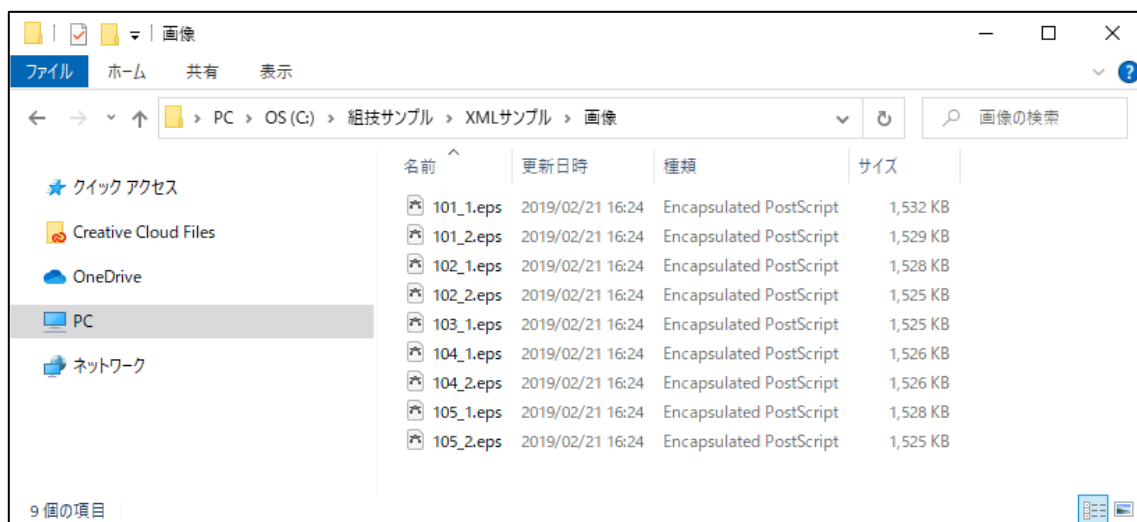 画像
ファイル ホーム 共有 表示
PC > OS (C:) > 組技サンプル > XMLサンプル > 画像 画像の検索
名前 更新日時 種類 サイズ
クイック アクセス
Creative Cloud Files
OneDrive
PC
ネットワーク
101_1.eps 2019/02/21 16:24 Encapsulated PostScript 1,532 KB
101_2.eps 2019/02/21 16:24 Encapsulated PostScript 1,529 KB
102_1.eps 2019/02/21 16:24 Encapsulated PostScript 1,528 KB
102_2.eps 2019/02/21 16:24 Encapsulated PostScript 1,525 KB
103_1.eps 2019/02/21 16:24 Encapsulated PostScript 1,525 KB
104_1.eps 2019/02/21 16:24 Encapsulated PostScript 1,526 KB
104_2.eps 2019/02/21 16:24 Encapsulated PostScript 1,526 KB
105_1.eps 2019/02/21 16:24 Encapsulated PostScript 1,528 KB
105_2.eps 2019/02/21 16:24 Encapsulated PostScript 1,525 KB
9 個の項目